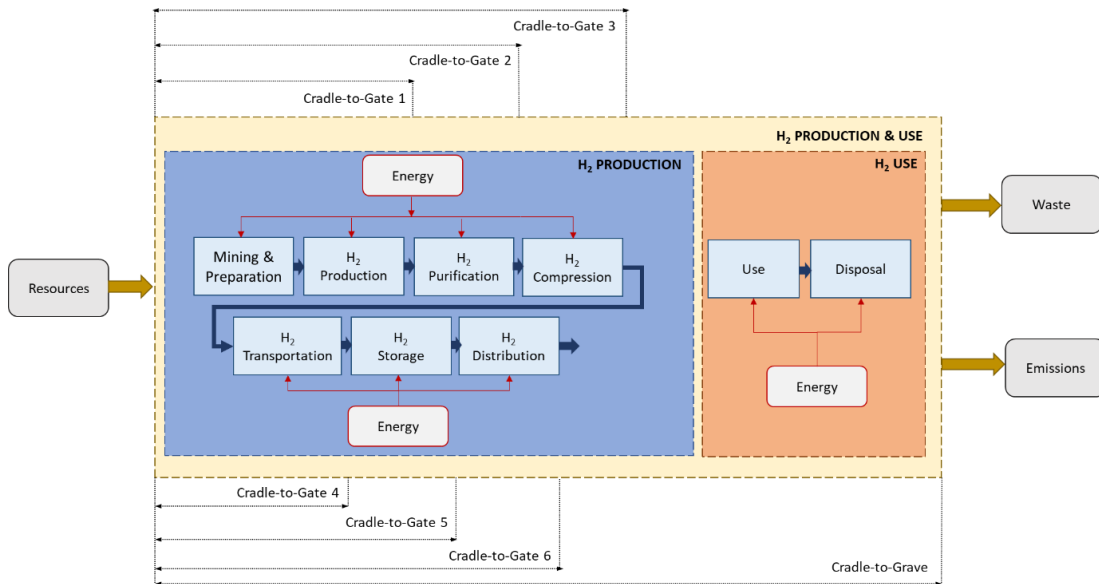 Cradle-to-Gate 3
Cradle-to-Gate 2
Cradle-to-Gate 1
H₂ PRODUCTION & USE
H₂ PRODUCTION
H₂ USE
Energy
Waste
Mining &
Preparation
H₂
Production
H₂
Purification
H₂
Compression
Use
Disposal
Resources
H₂
Transportation
H₂
Storage
H₂
Distribution
Energy
Energy
Emissions
Cradle-to-Gate 4
Cradle-to-Gate 5
Cradle-to-Gate 6
Cradle-to-Grave